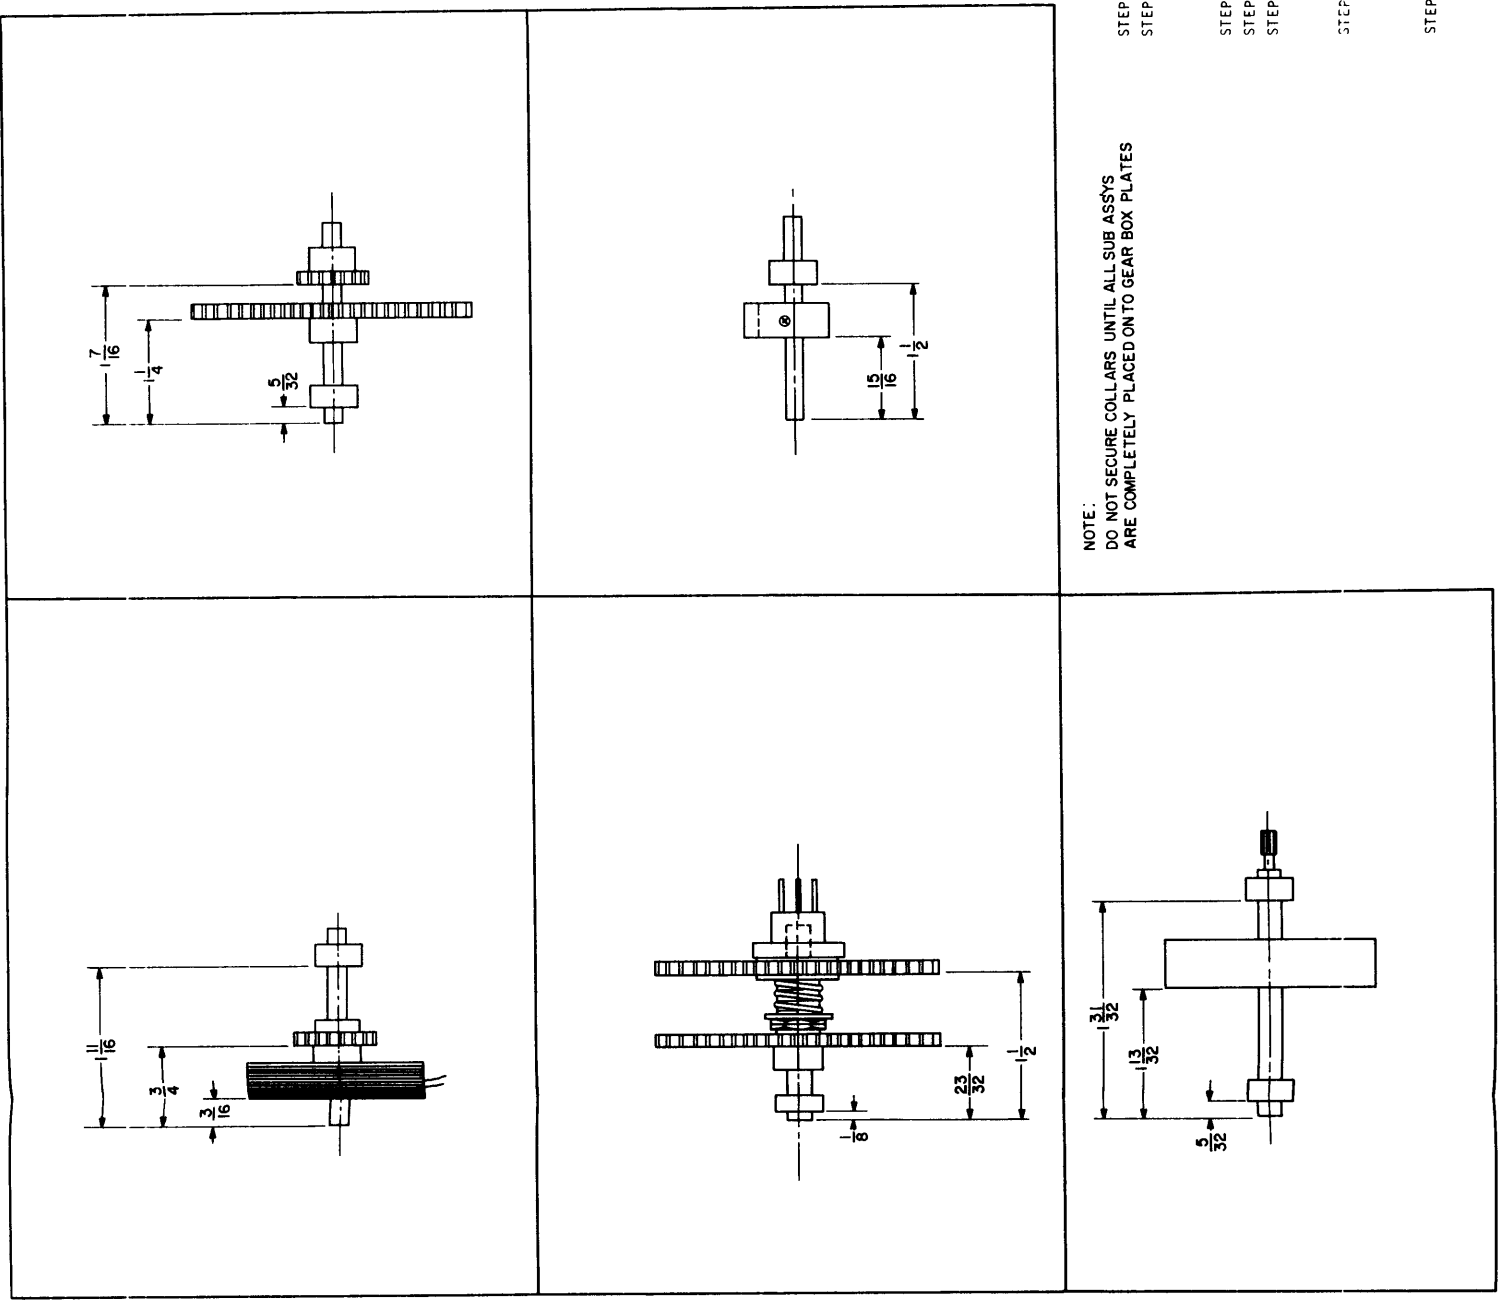 1 7/16
1 1/4
5/32
15/16
1 1/2
1 11/16
3/4
3/16
1/8
23/32
1 1/2
1 31/32
1 13/32
5/32
NOTE:
DO NOT SECURE COLLARS UNTIL ALL SUB ASSYS
ARE COMPLETELY PLACED ONTO GEAR BOX PLATES
STEP
STEP
STEP
STEP
STEP
STEP
STEP